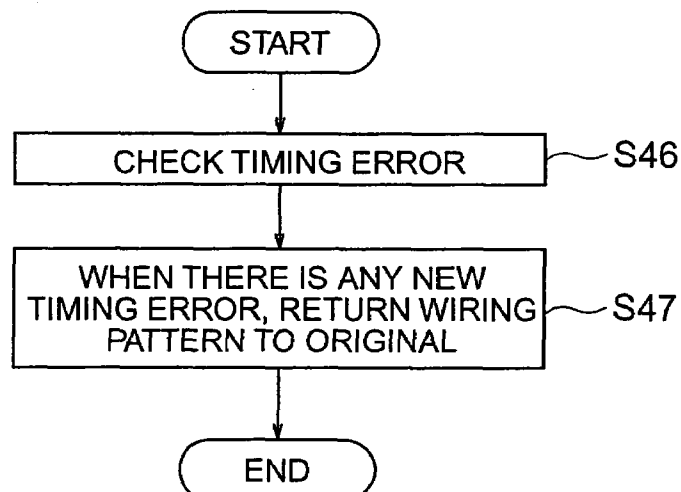 START
CHECK TIMING ERROR
S46
WHEN THERE IS ANY NEW
TIMING ERROR, RETURN WIRING
PATTERN TO ORIGINAL
S47
END